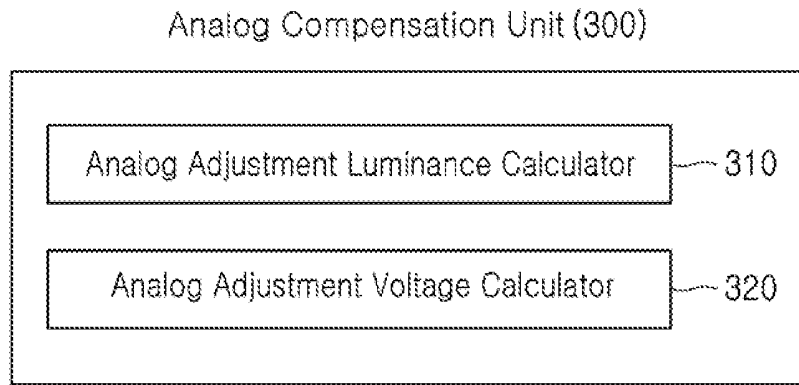 Analog Compensation Unit (300)
Analog Adjustment Luminance Calculator 310
Analog Adjustment Voltage Calculator 320